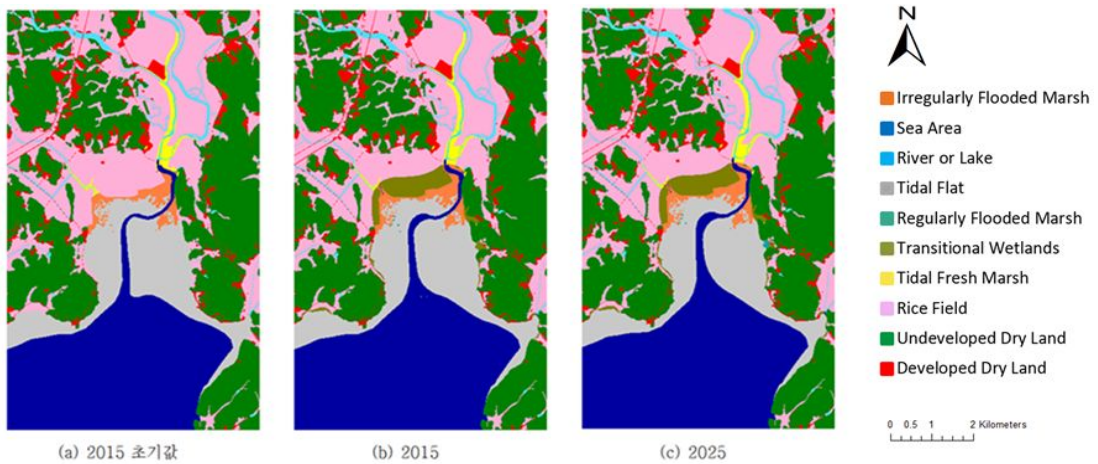 N
Irregularly Flooded Marsh
Sea Area
River or Lake
Tidal Flat
Regularly Flooded Marsh
Transitional Wetlands
Tidal Fresh Marsh
Rice Field
Undeveloped Dry Land
Developed Dry Land
0 0.5 1 2 Kilometers
(a) 2015 초기값
(b) 2015
(c) 2025